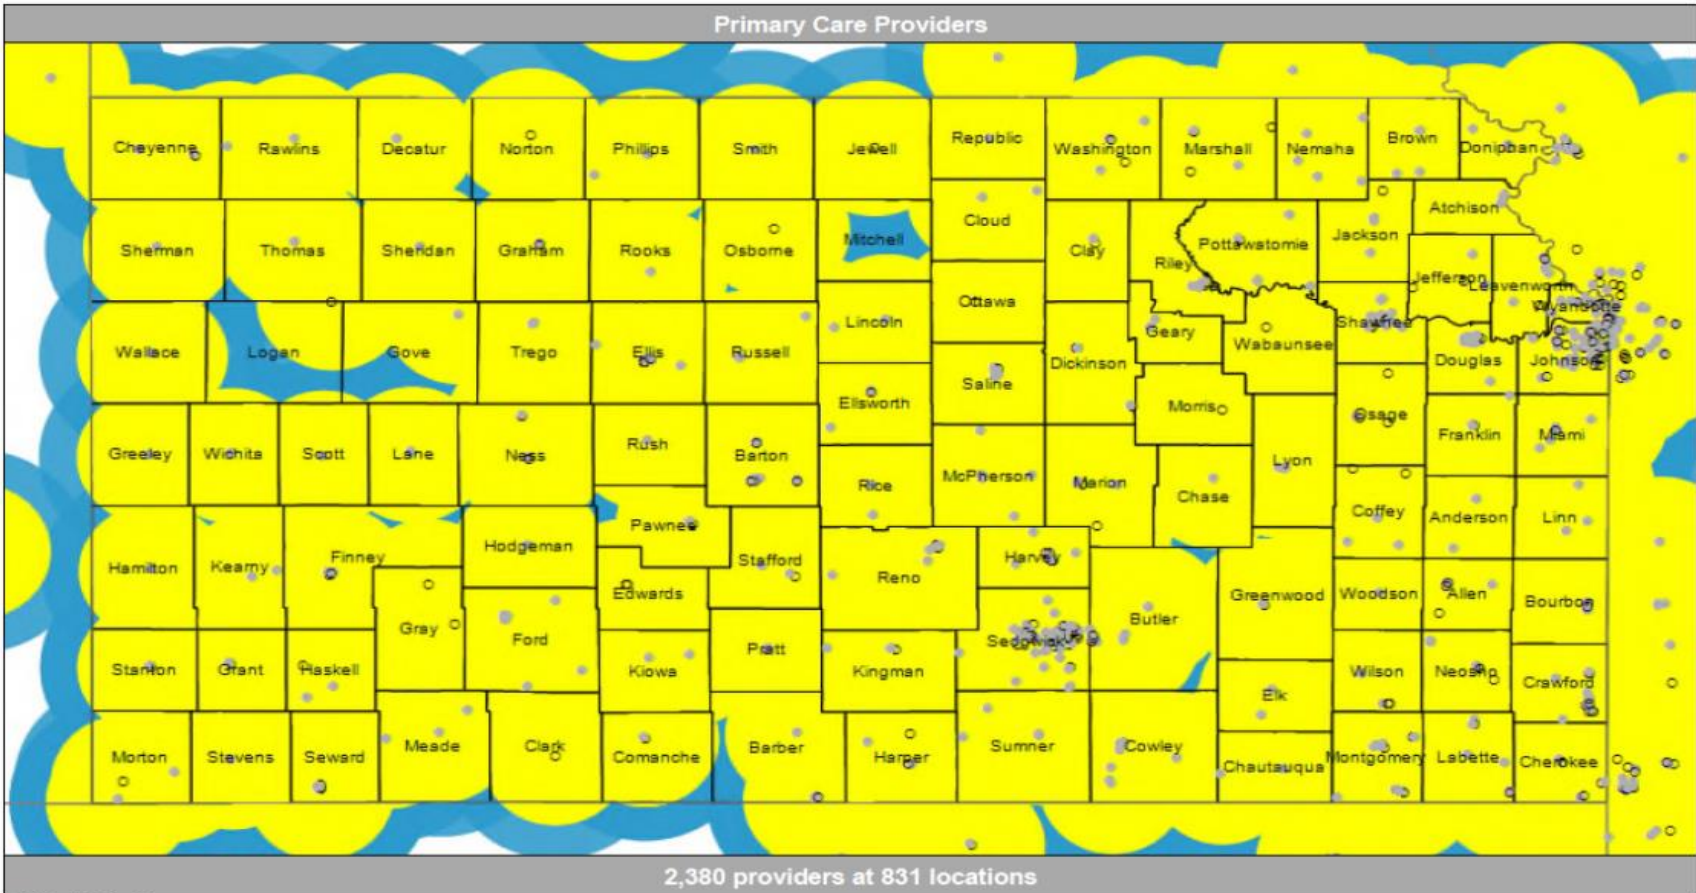 Primary Care Providers
Cheyenne Rawlins Decatur Norton Phillips Smith Jewell Republic Washington Marshall Nemaha Brown Doniphan
Sherman Thomas Sheridan Graham Rooks Osborne Mitchell Cloud Clay Riley Pottawatomie Jackson Atchison
Jefferson Leavenworth
Wyandotte
Wallace Logan Gove Trego Ellis Russell Lincoln Ottawa Dickinson Geary Wabaunsee Shawnee Douglas Johnson
Ellsworth Saline Morris Osage
Greeley Wichita Scott Lane Ness Rush Barton Rice McPherson Marion Chase Lyon Franklin Miami
Hamilton Kearny Finney Hodgeman Pawnee Stafford Reno Harvey Coffey Anderson Linn
Gray Ford Edwards Sedgwick Butler Greenwood Woodson Allen Bourbon
Stanton Grant Haskell Kiowa Pratt Kingman Elk Wilson Neosho Crawford
Morton Stevens Seward Meade Clark Comanche Barber Harper Sumner Cowley Chautauqua Montgomery Labette Cherokee
2,380 providers at 831 locations